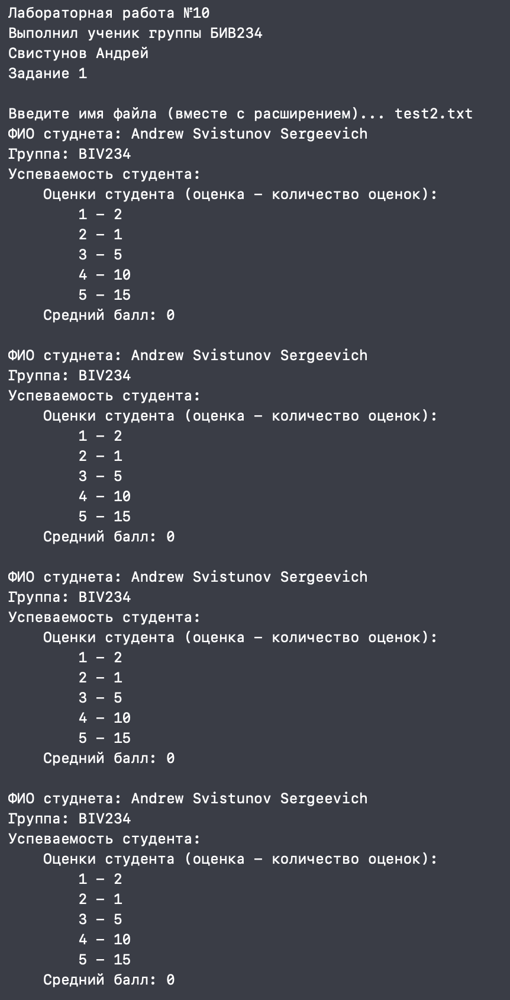 Лабораторная работа №10
Выполнил ученик группы БИВ234
Свистунов Андрей
Задание 1

Введите имя файла (вместе с расширением)... test2.txt
ФИО студнета: Andrew Svistunov Sergeevich
Группа: BIV234
Успеваемость студента:
    Оценки студента (оценка – количество оценок):
        1 – 2
        2 – 1
        3 – 5
        4 – 10
        5 – 15
    Средний балл: 0

ФИО студнета: Andrew Svistunov Sergeevich
Группа: BIV234
Успеваемость студента:
    Оценки студента (оценка – количество оценок):
        1 – 2
        2 – 1
        3 – 5
        4 – 10
        5 – 15
    Средний балл: 0

ФИО студнета: Andrew Svistunov Sergeevich
Группа: BIV234
Успеваемость студента:
    Оценки студента (оценка – количество оценок):
        1 – 2
        2 – 1
        3 – 5
        4 – 10
        5 – 15
    Средний балл: 0

ФИО студнета: Andrew Svistunov Sergeevich
Группа: BIV234
Успеваемость студента:
    Оценки студента (оценка – количество оценок):
        1 – 2
        2 – 1
        3 – 5
        4 – 10
        5 – 15
    Средний балл: 0